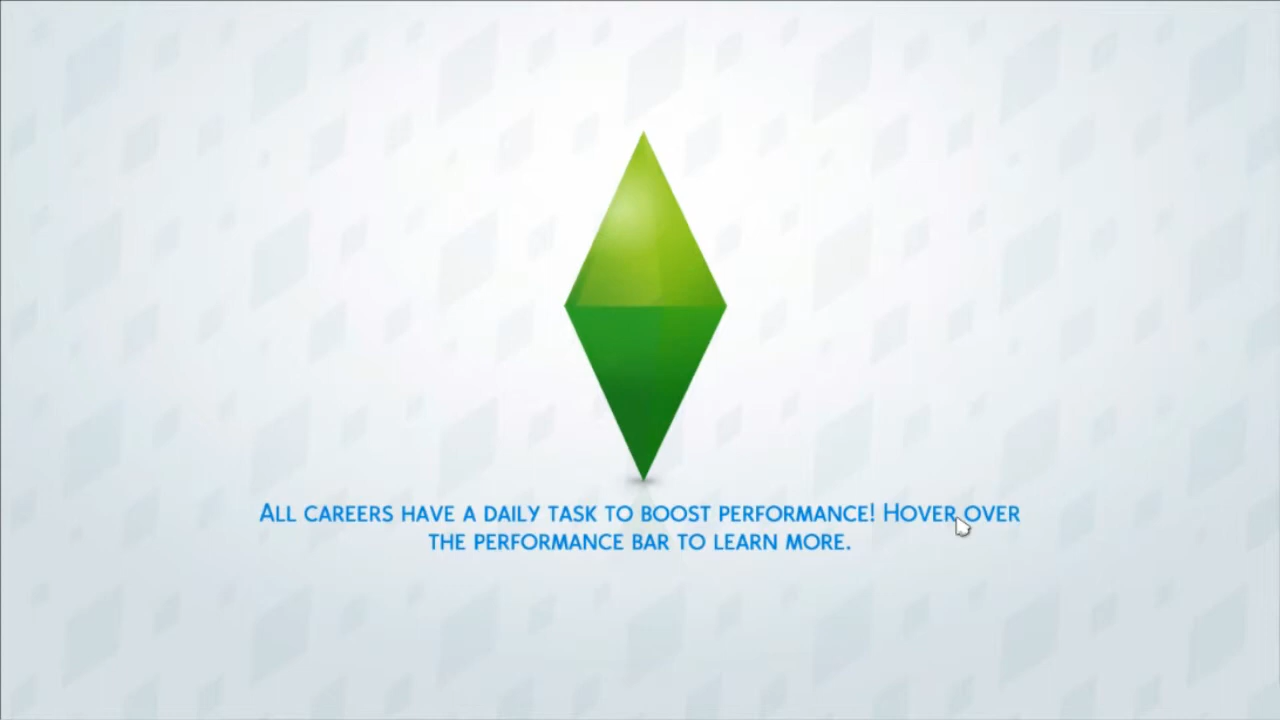 All careers have a daily task to boost performance! Hover over
the performance bar to learn more.